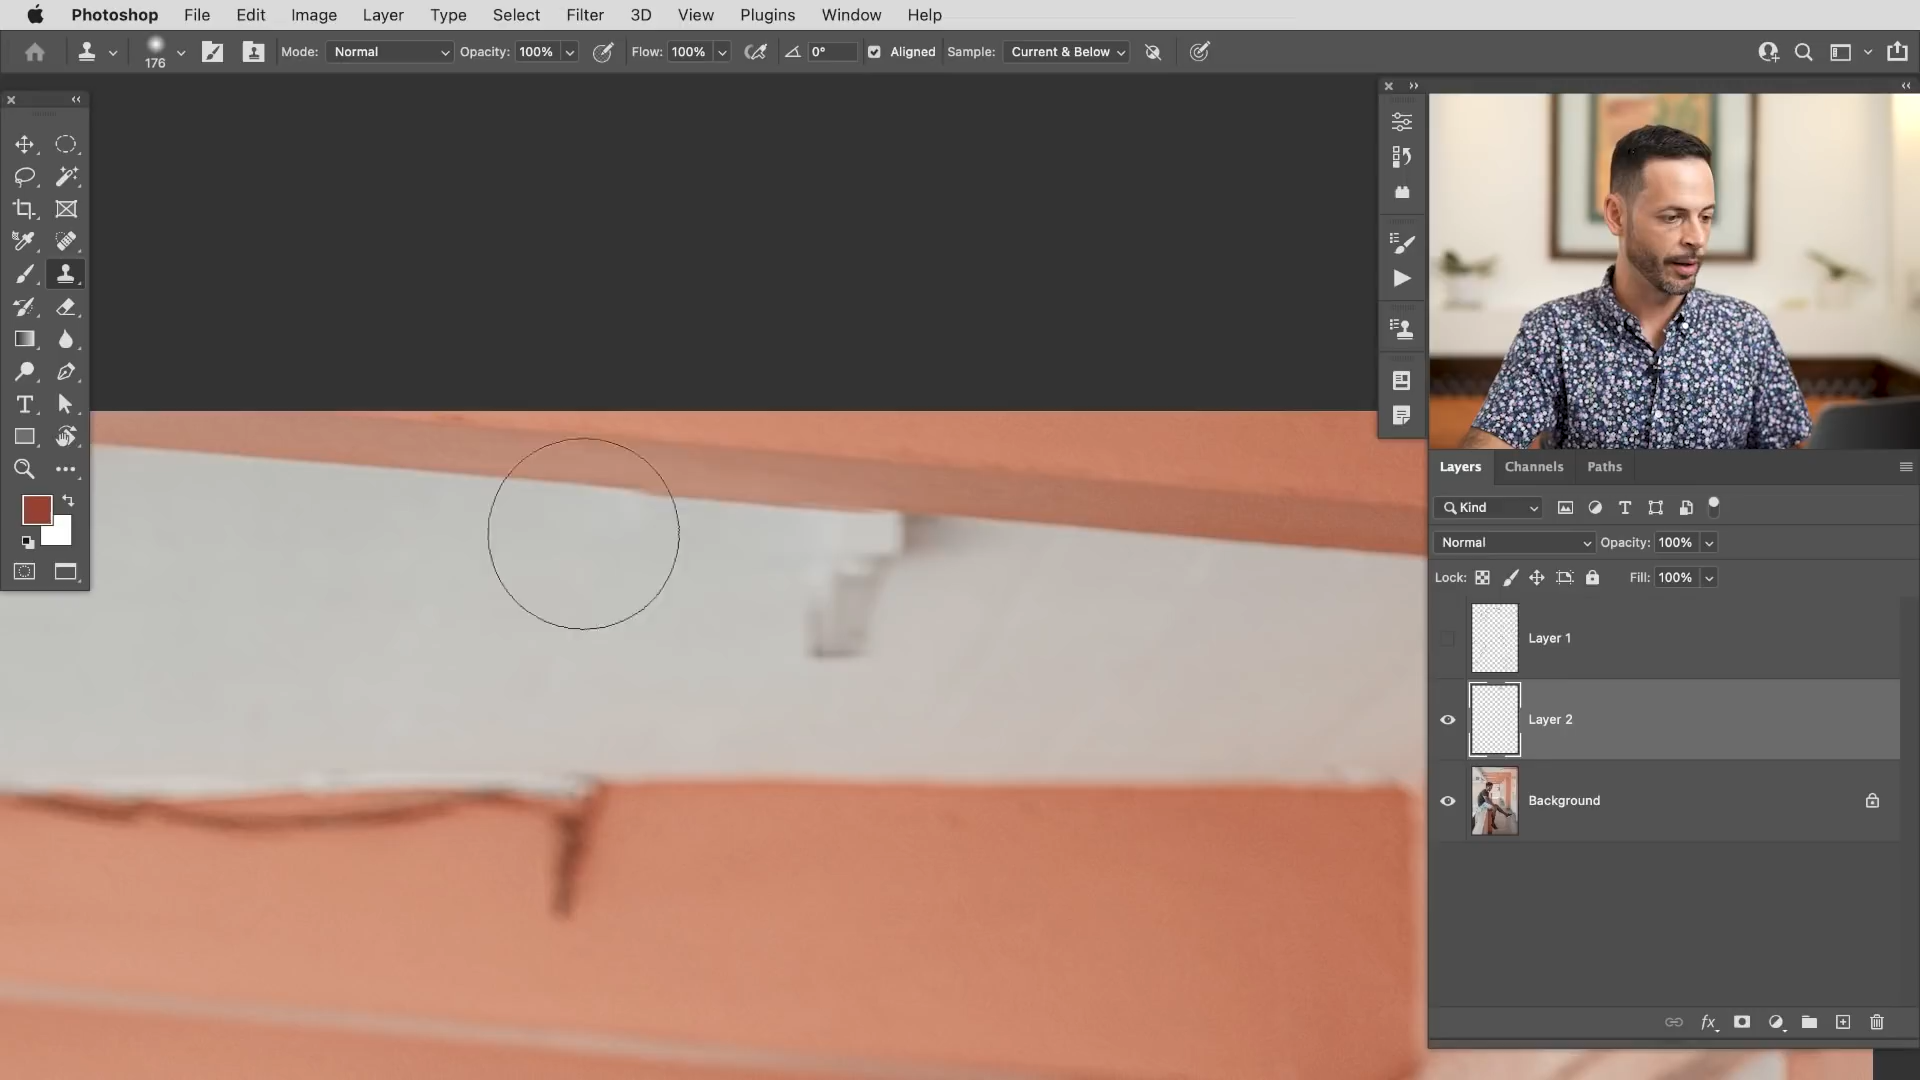 Photoshop File Edit Image Layer Type Select Filter 3D View Plugins Window Help
176 Mode: Normal Opacity: 100% Flow: 100% 0° Aligned Sample: Current & Below
Layers Channels Paths
Kind
Normal Opacity: 100%
Lock: Fill: 100%
Layer 1
Layer 2
Background